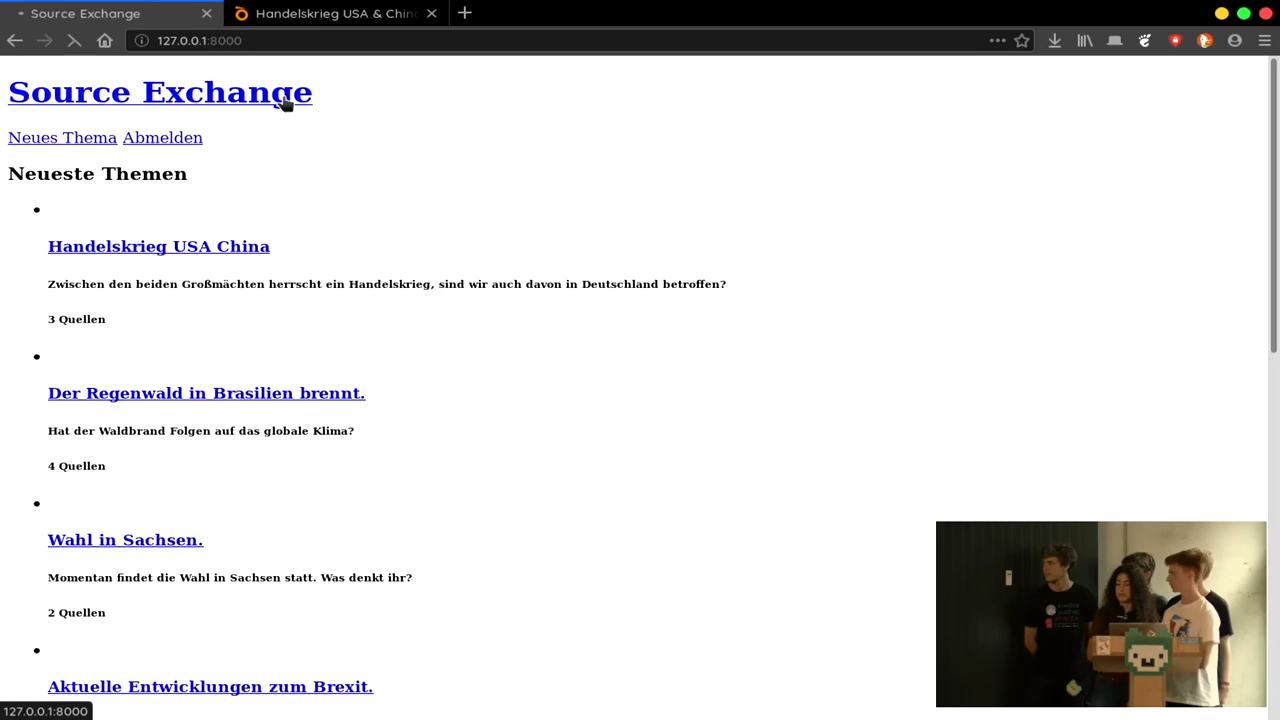 Source Exchange
Handelskrieg USA & Chin
127.0.0.1:8000
Source Exchange
Neues Thema Abmelden
Neueste Themen
Handelskrieg USA China
Zwischen den beiden Großmächten herrscht ein Handelskrieg, sind wir auch davon in Deutschland betroffen?
3 Quellen
Der Regenwald in Brasilien brennt.
Hat der Waldbrand Folgen auf das globale Klima?
4 Quellen
Wahl in Sachsen.
Momentan findet die Wahl in Sachsen statt. Was denkt ihr?
2 Quellen
Aktuelle Entwicklungen zum Brexit.
127.0.0.1:8000